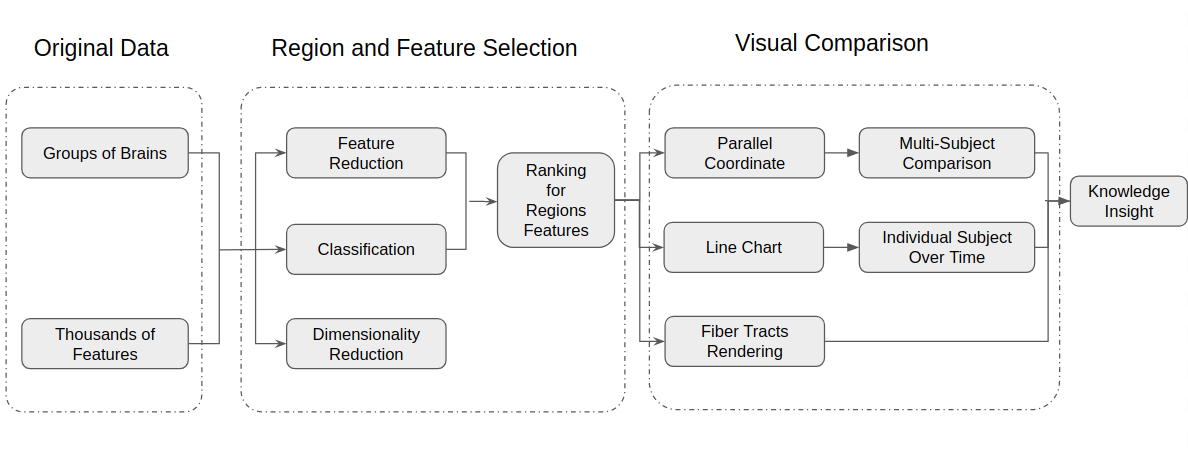 Original Data
Region and Feature Selection
Visual Comparison
Groups of Brains
Thousands of
Features
Feature
Reduction
Classification
Dimensionality
Reduction
Ranking
for
Regions
Features
Parallel
Coordinate
Multi-Subject
Comparison
Line Chart
Individual Subject
Over Time
Fiber Tracts
Rendering
Knowledge
Insight